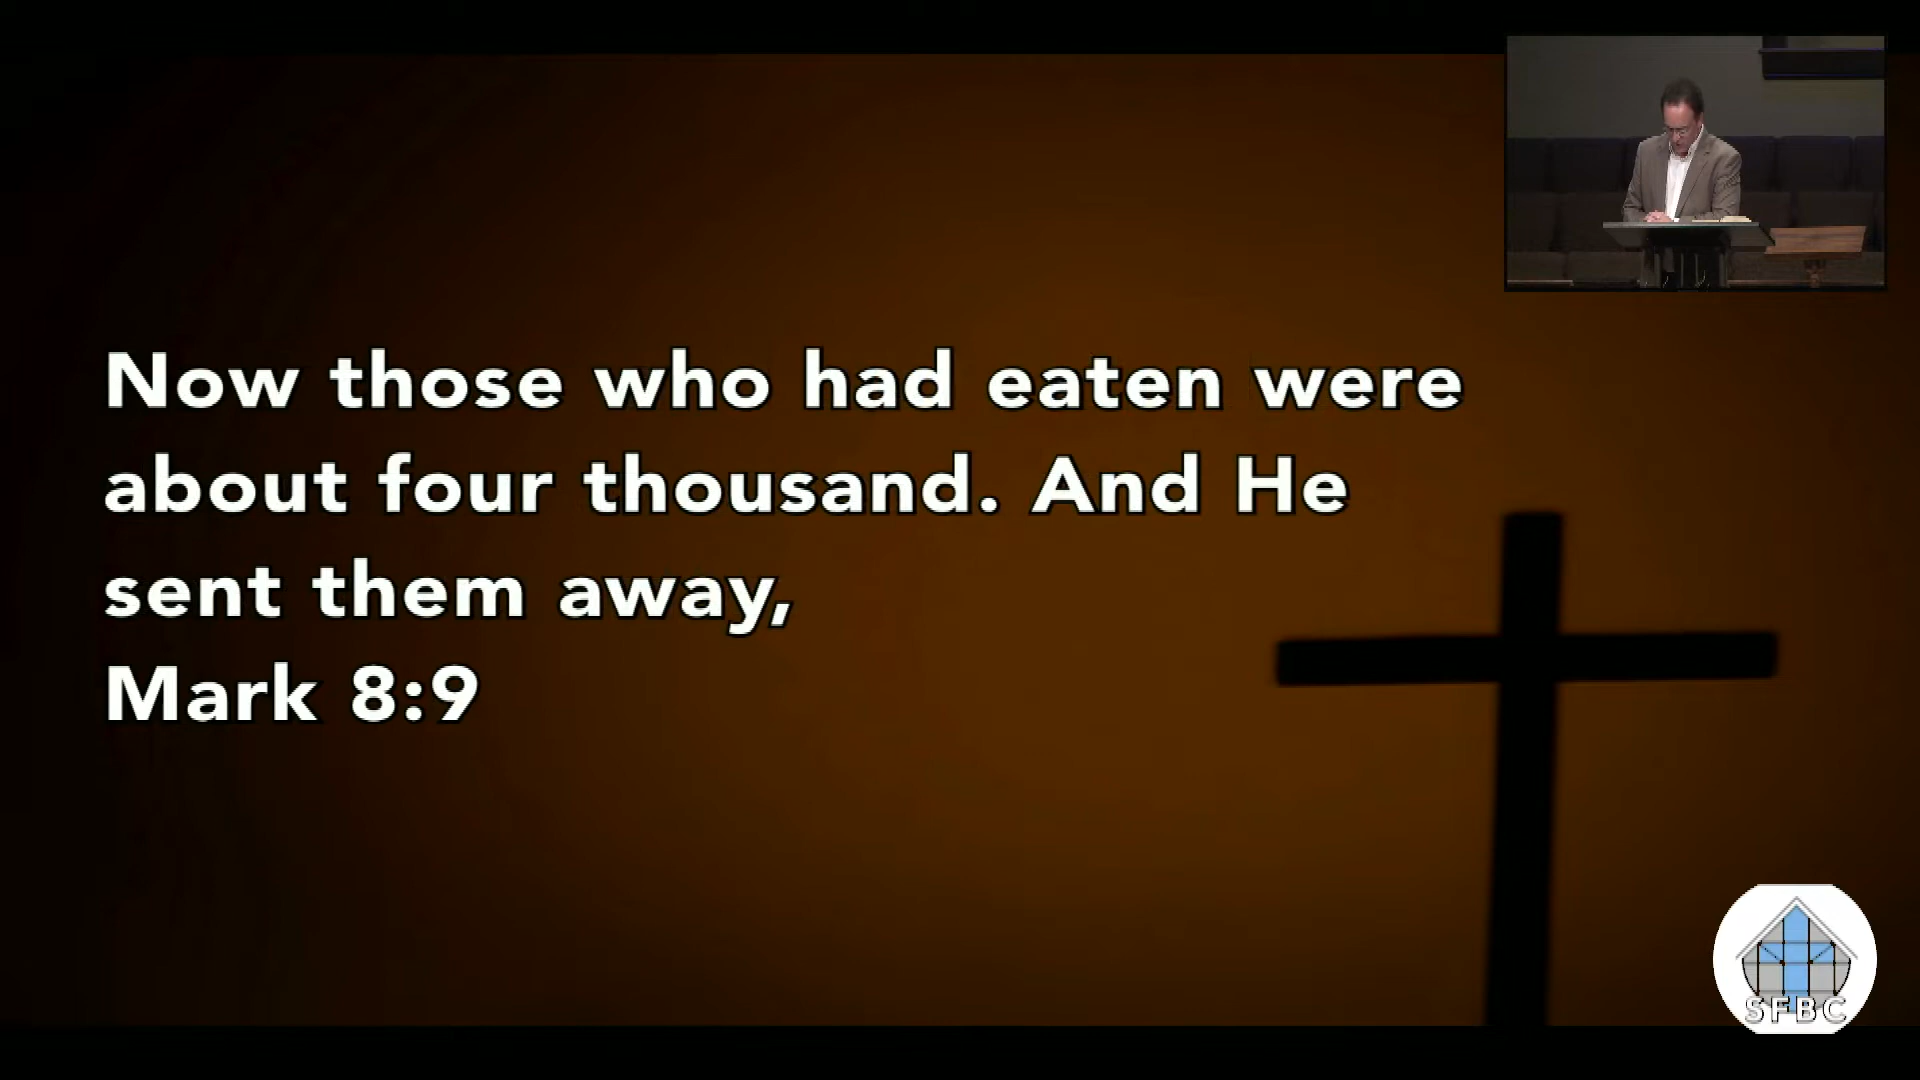 Now those who had eaten were
about four thousand. And He
sent them away,
Mark 8:9
SFBC